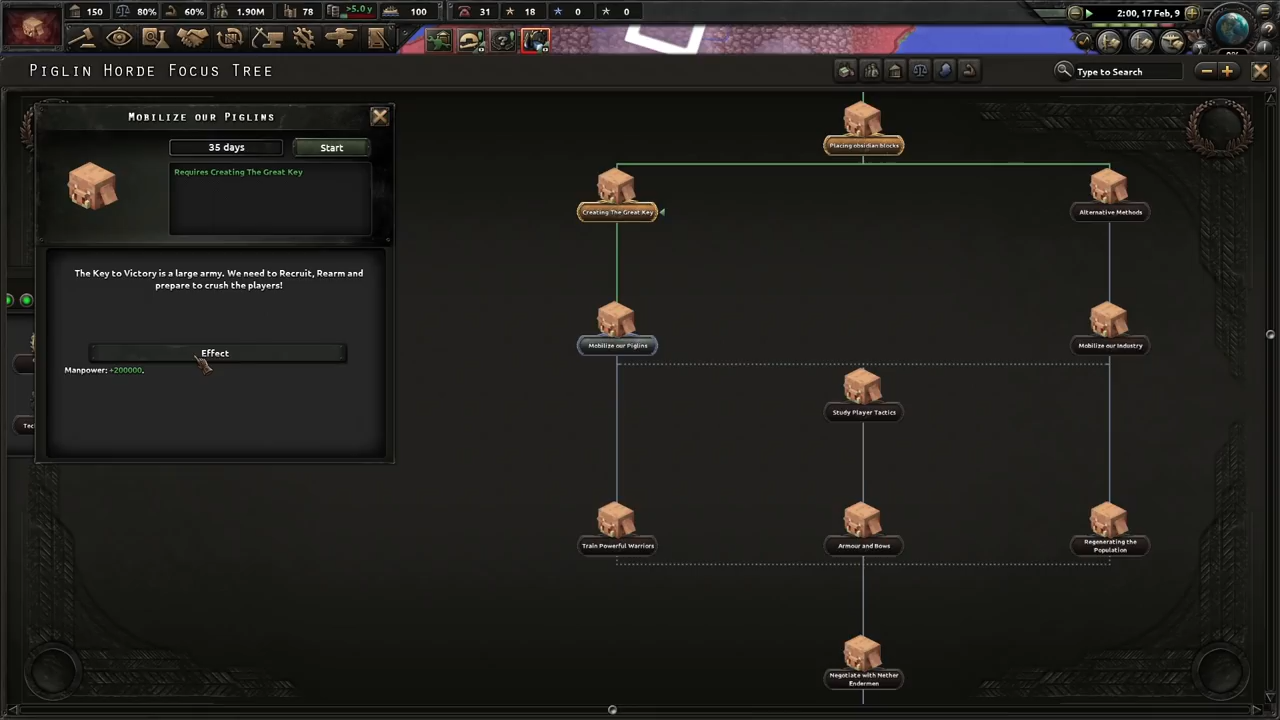 150 80% 60% 1.90M 78 >5.0 y 100 31 18 0 0
2:00, 17 Feb, 9
0%
PIGLIN HORDE FOCUS TREE
Type to Search
MOBILIZE OUR PIGLINS
35 days
Start
Requires Creating The Great Key
The Key to Victory is a large army. We need to Recruit, Rearm and
prepare to crush the players!
Effect
Manpower: +200000.
Tec
Placing obsidian blocks
Creating The Great Key
Alternative Methods
Mobilize our Piglins
Mobilize our Industry
Study Player Tactics
Train Powerful Warriors
Armour and Bows
Regenerating the
Population
Negotiate with Nether
Endermen